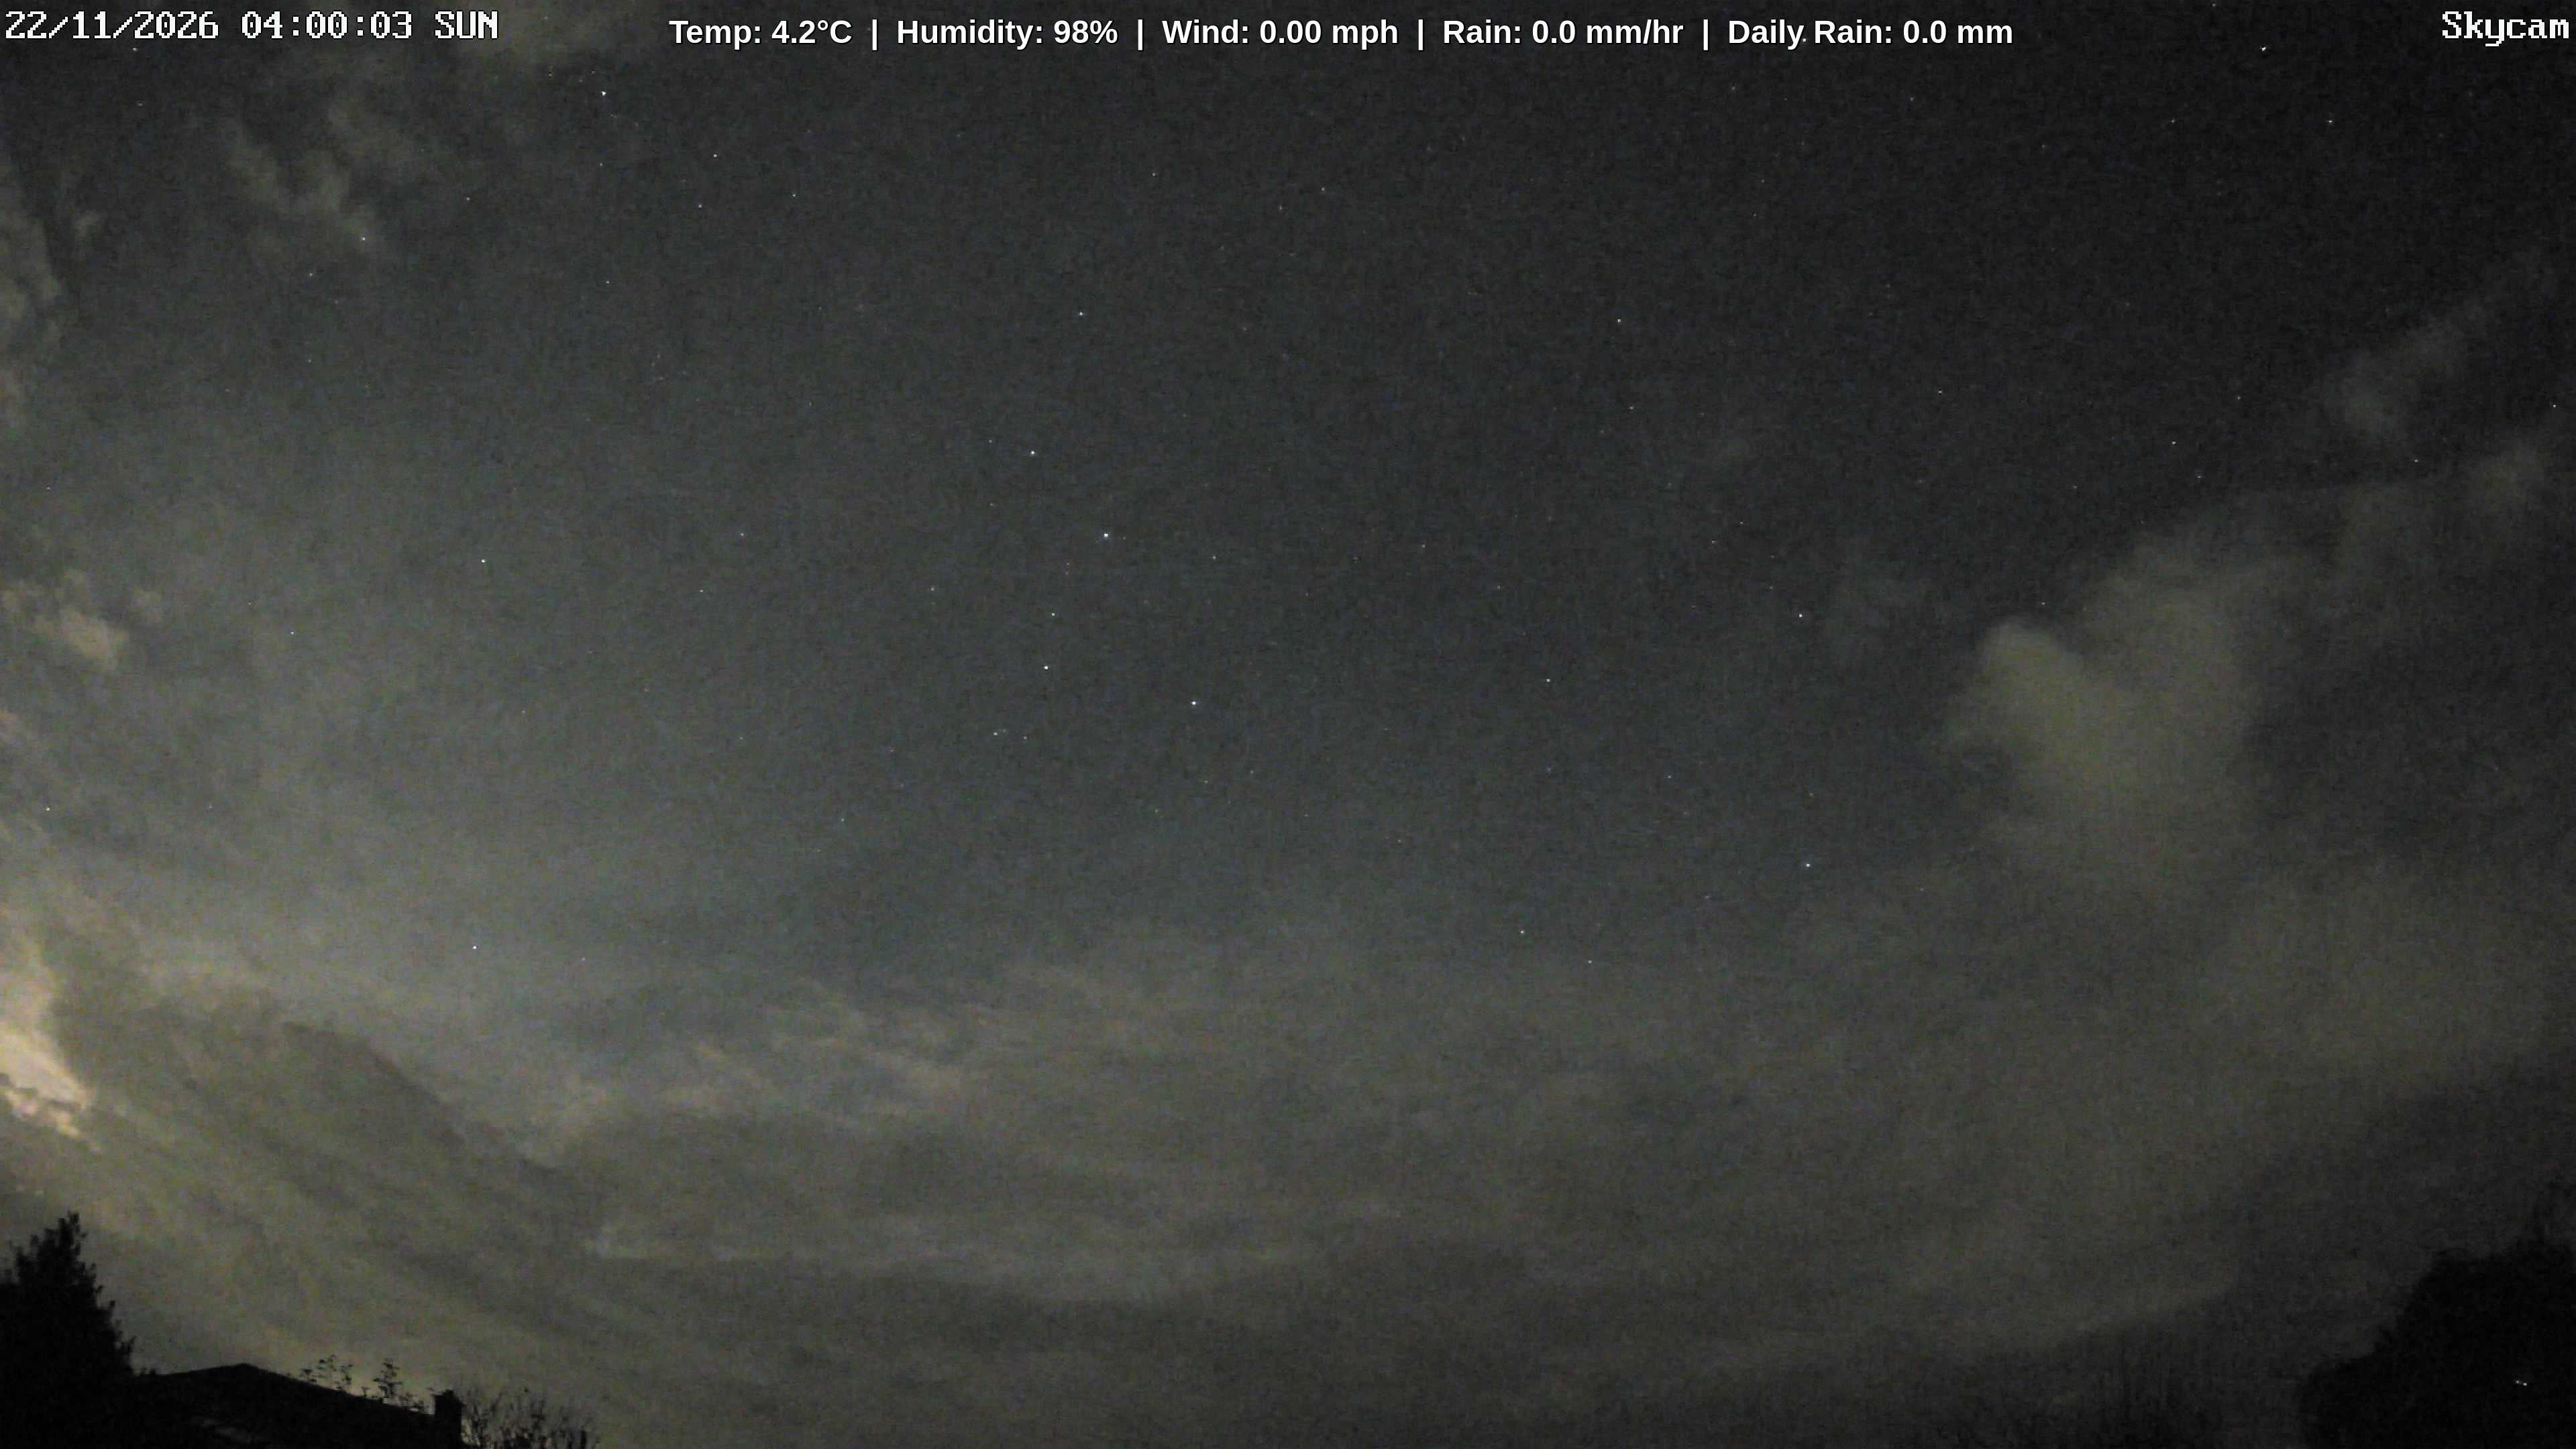 22/11/2026 04:00:03 SUN
Temp: 4.2°C | Humidity: 98% | Wind: 0.00 mph | Rain: 0.0 mm/hr | Daily Rain: 0.0 mm
Skycam